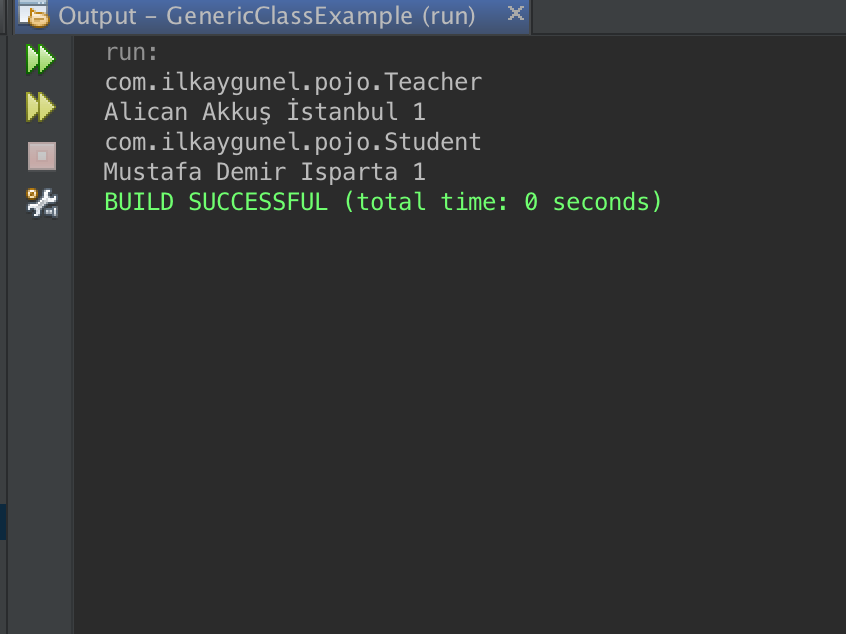 Output – GenericClassExample (run)
run:
com.ilkaygunel.pojo.Teacher
Alican Akkuş İstanbul 1
com.ilkaygunel.pojo.Student
Mustafa Demir Isparta 1
BUILD SUCCESSFUL (total time: 0 seconds)